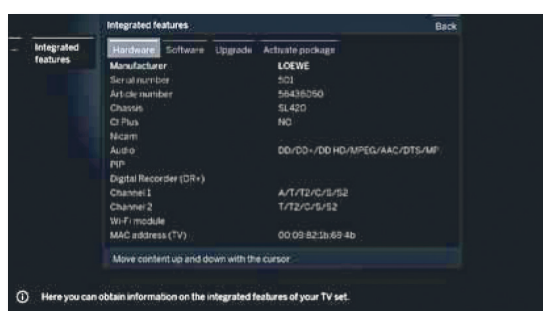 Integrated features Back
Integrated features
Hardware Software Upgrade Activate package
Manufacturer LOEWE
Serial number 501
Article number 56436050
Chassis SL420
CI Plus NO
Nicam
Audio DD/DD+/DD HD/MPEG/AAC/DTS/MP
PIP
Digital Recorder (DR+)
Channel 1 A/T/T2/C/S/S2
Channel 2 T/T2/C/S/S2
Wi-Fi module
MAC address (TV) 00:09:82:1b:69:4b
Move content up and down with the cursor
Here you can obtain information on the integrated features of your TV set.